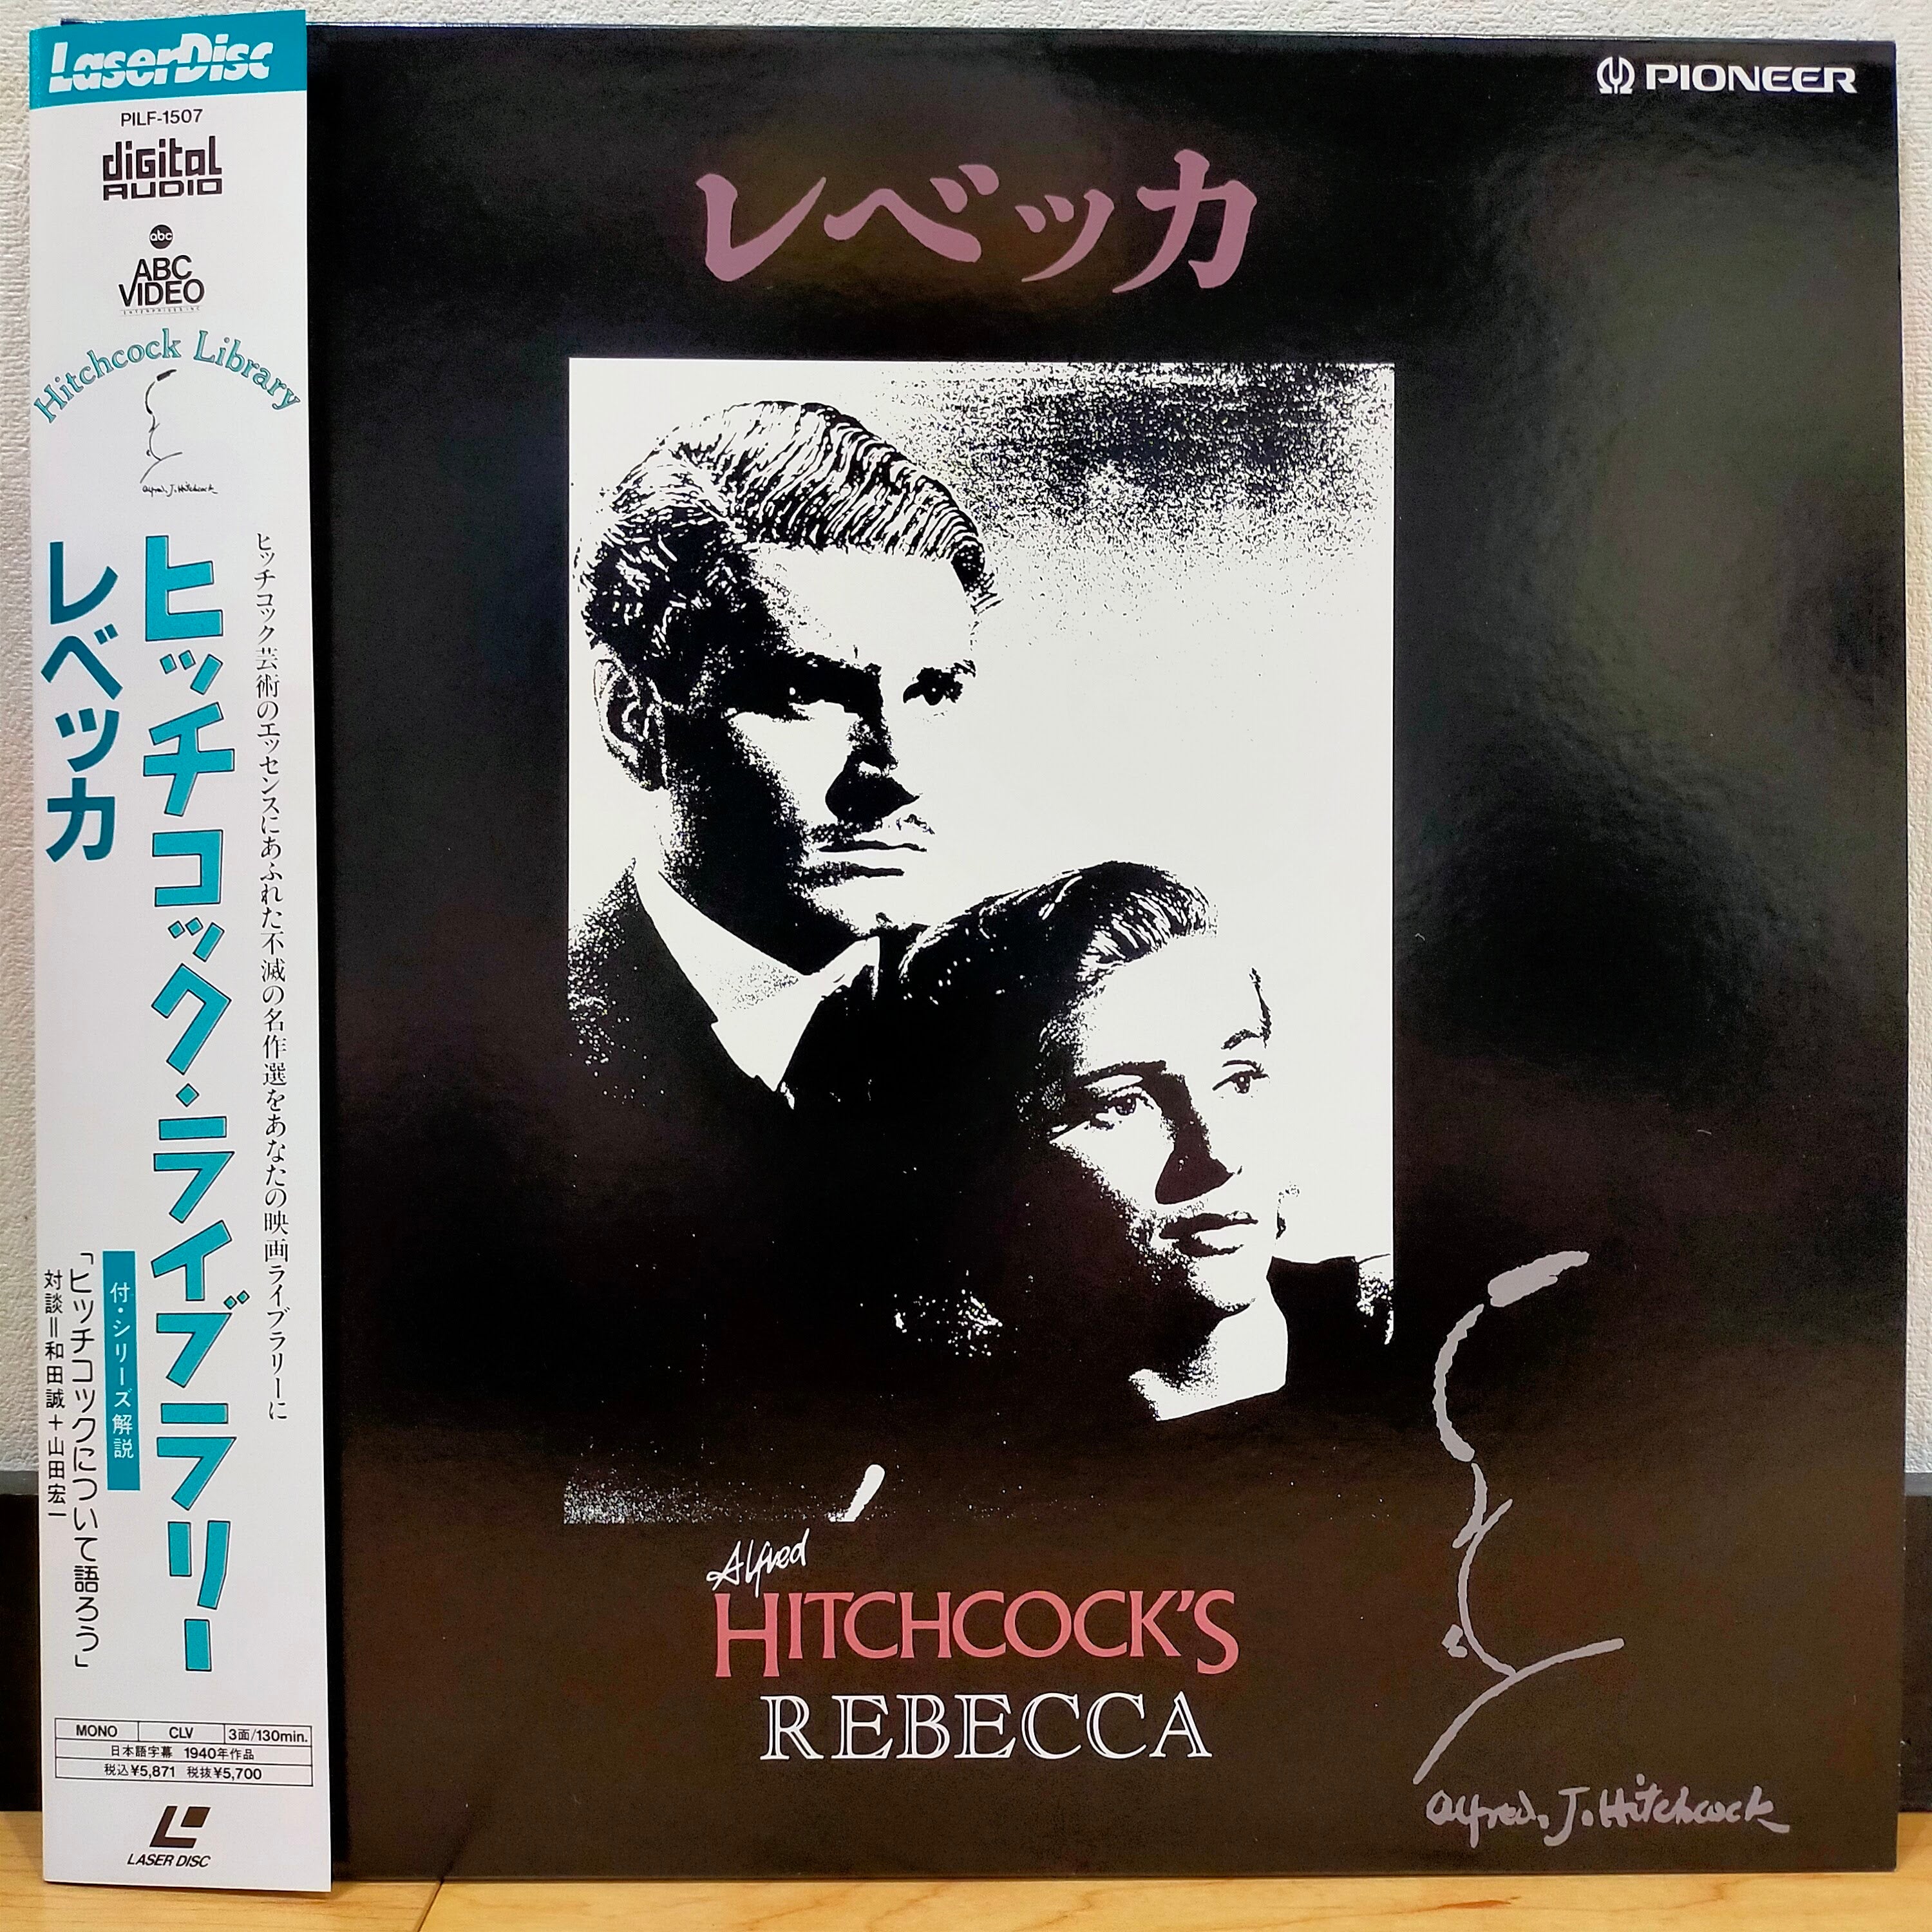 LaserDisc
PILF-1507
digital
AUDIO
abc
ABC
VIDEO
ENTERPRISES INC
Hitchcock Library
Alfred. J. Hitchcock
ヒッチコック芸術のエッセンスにあふれた不滅の名作選をあなたの映画ライブラリーに
ヒッチコック・ライブラリー
レベッカ
付・シリーズ解説
「ヒッチコックについて語ろう」
対談＝和田誠＋山田宏一
MONO CLV 3面/130min.
日本語字幕 1940年作品
税込¥5,871 税抜¥5,700
LASER DISC
PIONEER
レベッカ
Alfred
HITCHCOCK'S
REBECCA
Alfred. J. Hitchcock